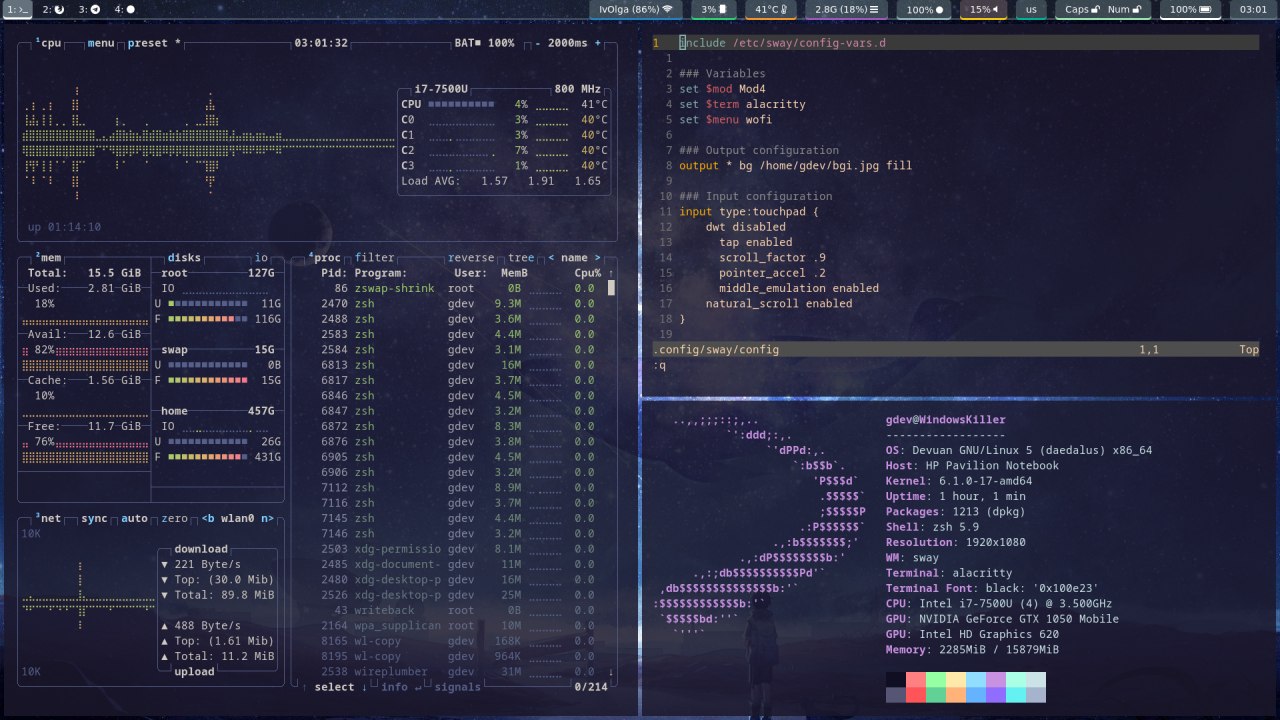 1: 2: 3: 4:
IvOlga (86%) 3% 41°C 2.8G (18%) 100% 15% us Caps Num 100% 03:01
¹cpu menu preset * 03:01:32 BAT■ 100% - 2000ms +
i7-7500U 800 MHz
CPU 4% 41°C
C0 3% 40°C
C1 3% 40°C
C2 7% 40°C
C3 1% 40°C
Load AVG: 1.57 1.91 1.65
up 01:14:10
²mem disks io
Total: 15.5 GiB
Used: 2.81 GiB
18%
Avail: 12.6 GiB
82%
Cache: 1.56 GiB
10%
Free: 11.7 GiB
76%
root 127G
IO
U 11G
F 116G
swap 15G
U 0B
F 15G
home 457G
IO
U 26G
F 431G
³net sync auto zero <b wlan0 n>
10K
download
▼ 221 Byte/s
▼ Top: (30.0 Mib)
▼ Total: 89.8 MiB
▲ 488 Byte/s
▲ Top: (1.61 Mib)
▲ Total: 11.2 MiB
upload
10K
⁴proc filter reverse tree < name >
Pid: Program: User: MemB Cpu% ↑
86 zswap-shrink root 0B 0.0
2470 zsh gdev 9.3M 0.0
2488 zsh gdev 3.6M 0.0
2583 zsh gdev 4.4M 0.0
2584 zsh gdev 3.1M 0.0
6813 zsh gdev 16M 0.0
6817 zsh gdev 3.7M 0.0
6846 zsh gdev 4.5M 0.0
6847 zsh gdev 3.2M 0.0
6872 zsh gdev 8.3M 0.0
6876 zsh gdev 3.8M 0.0
6905 zsh gdev 4.5M 0.0
6906 zsh gdev 3.2M 0.0
7112 zsh gdev 8.9M 0.0
7116 zsh gdev 3.7M 0.0
7145 zsh gdev 4.4M 0.0
7146 zsh gdev 3.2M 0.0
2503 xdg-permissio gdev 8.1M 0.0
2485 xdg-document- gdev 11M 0.0
2480 xdg-desktop-p gdev 16M 0.0
2526 xdg-desktop-p gdev 25M 0.0
43 writeback root 0B 0.0
2164 wpa_supplican root 10M 0.0
8165 wl-copy gdev 168K 0.0
8195 wl-copy gdev 964K 0.0
2538 wireplumber gdev 31M 0.0 ↓
↑ select ↓ info ↵ signals 0/214
1 include /etc/sway/config-vars.d
1
2 ### Variables
3 set $mod Mod4
4 set $term alacritty
5 set $menu wofi
6
7 ### Output configuration
8 output * bg /home/gdev/bgi.jpg fill
9
10 ### Input configuration
11 input type:touchpad {
12 dwt disabled
13 tap enabled
14 scroll_factor .9
15 pointer_accel .2
16 middle_emulation enabled
17 natural_scroll enabled
18 }
19
.config/sway/config 1,1 Top
:q
gdev@WindowsKiller
------------------
OS: Devuan GNU/Linux 5 (daedalus) x86_64
Host: HP Pavilion Notebook
Kernel: 6.1.0-17-amd64
Uptime: 1 hour, 1 min
Packages: 1213 (dpkg)
Shell: zsh 5.9
Resolution: 1920x1080
WM: sway
Terminal: alacritty
Terminal Font: black: '0x100e23'
CPU: Intel i7-7500U (4) @ 3.500GHz
GPU: NVIDIA GeForce GTX 1050 Mobile
GPU: Intel HD Graphics 620
Memory: 2285MiB / 15879MiB